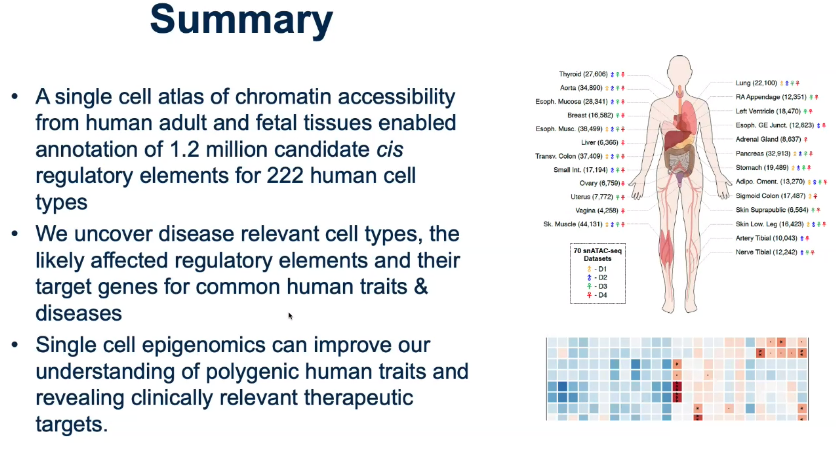 Summary
• A single cell atlas of chromatin accessibility
from human adult and fetal tissues enabled
annotation of 1.2 million candidate cis
regulatory elements for 222 human cell
types
• We uncover disease relevant cell types, the
likely affected regulatory elements and their
target genes for common human traits &
diseases
• Single cell epigenomics can improve our
understanding of polygenic human traits and
revealing clinically relevant therapeutic
targets.
Thyroid (27,606)
Aorta (34,890)
Esoph. Mucosa (28,341)
Breast (16,582)
Esoph. Musc. (38,499)
Liver (6,366)
Transv. Colon (37,409)
Small Int. (17,194)
Ovary (6,759)
Uterus (7,772)
Vagina (4,258)
Sk. Muscle (44,131)
Lung (22,100)
RA Appendage (12,351)
Left Ventricle (18,470)
Esoph. GE Junct. (12,623)
Adrenal Gland (8,637)
Pancreas (32,913)
Stomach (19,489)
Adipo. Oment. (13,270)
Sigmoid Colon (17,487)
Skin Suprapublic (6,564)
Skin Low. Leg (16,423)
Artery Tibial (10,043)
Nerve Tibial (12,242)
70 snATAC-seq
Datasets
- D1
- D2
- D3
- D4